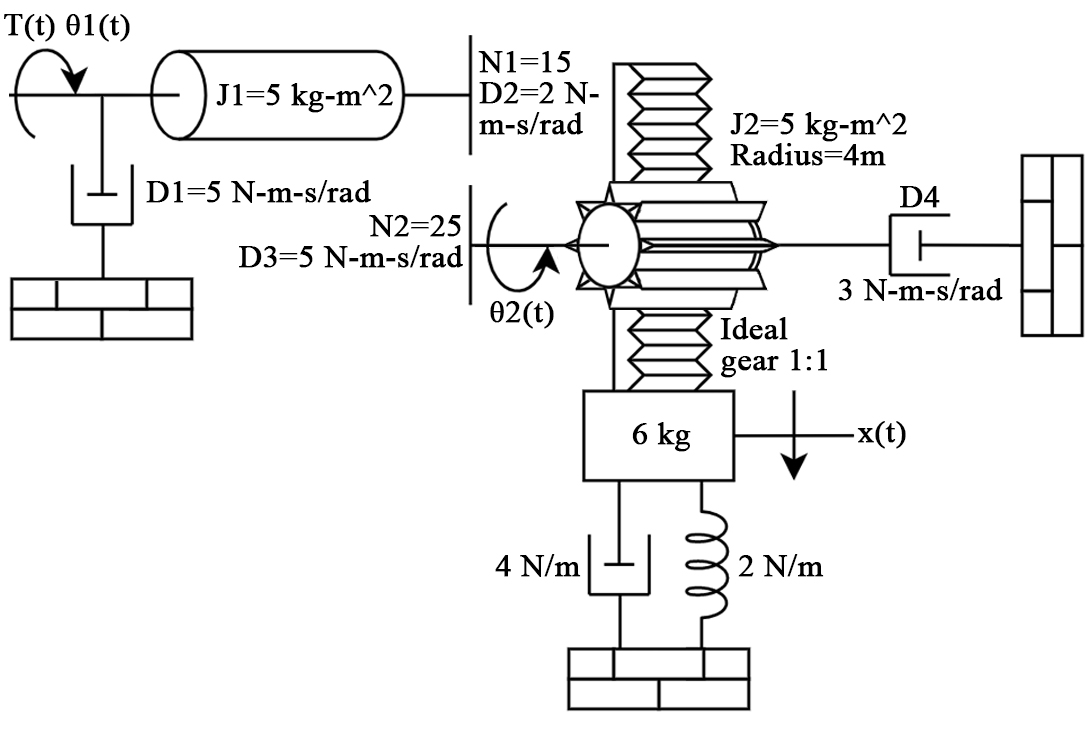 T(t) θ1(t)
J1=5 kg-m^2
N1=15
D2=2 N-
m-s/rad
J2=5 kg-m^2
Radius=4m
D1=5 N-m-s/rad
N2=25
D3=5 N-m-s/rad
θ2(t)
D4
3 N-m-s/rad
Ideal
gear 1:1
6 kg
x(t)
4 N/m
2 N/m